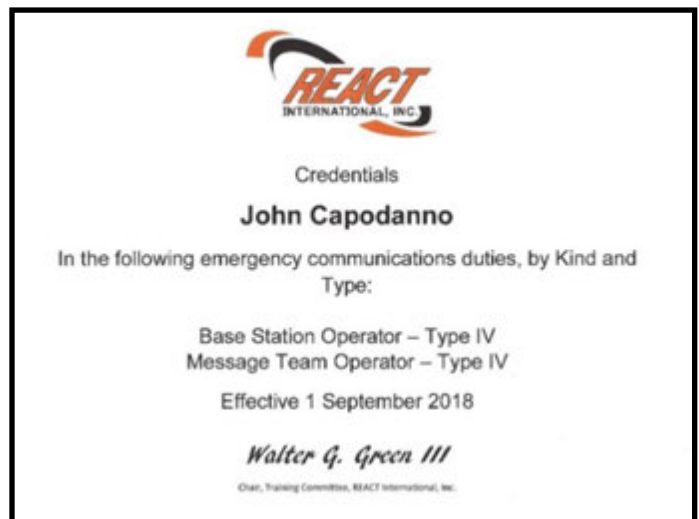 REACT
INTERNATIONAL, INC.
Credentials
John Capodanno
In the following emergency communications duties, by Kind and
Type:
Base Station Operator – Type IV
Message Team Operator – Type IV
Effective 1 September 2018
Walter G. Green III
Chair, Training Committee, REACT International, Inc.